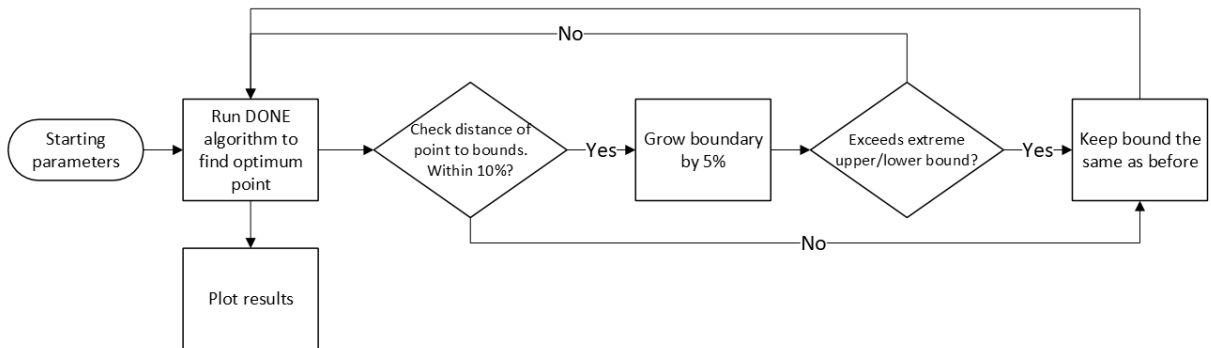 No
Starting
parameters
Run DONE
algorithm to
find optimum
point
Check distance of
point to bounds.
Within 10%?
Yes
Grow boundary
by 5%
Exceeds extreme
upper/lower bound?
Yes
Keep bound the
same as before
No
Plot results